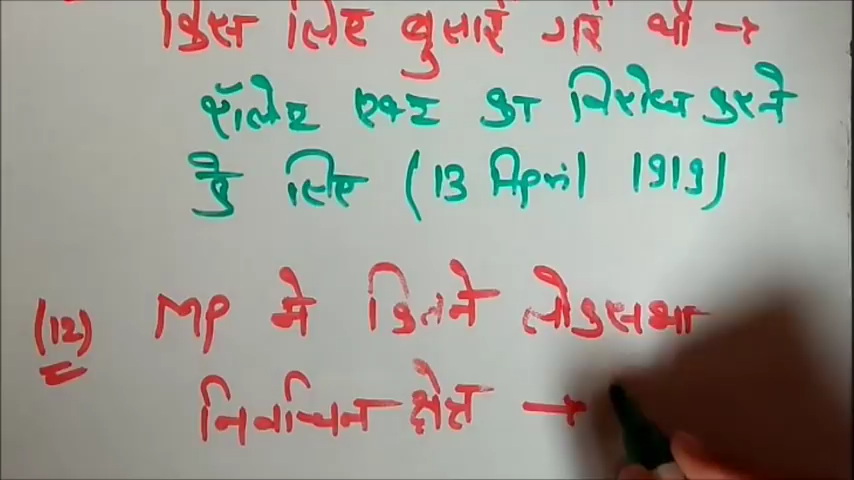 किस लिए बुलाई गई थी →
रॉलेट एक्ट का विरोध करने
के लिए (13 April 1919)
(12) MP मे कितने लोकसभा
निर्वाचन क्षेत्र →